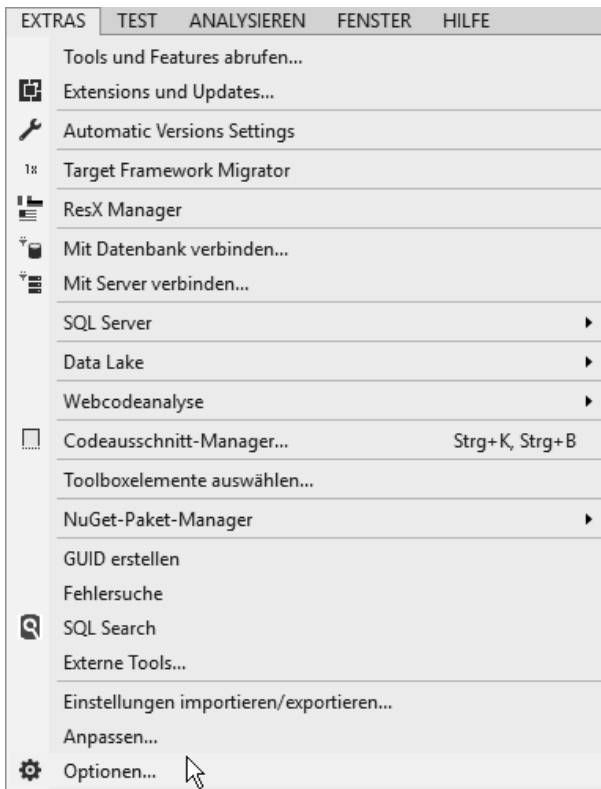 EXTRAS TEST ANALYSIEREN FENSTER HILFE
Tools und Features abrufen...
Extensions und Updates...
Automatic Versions Settings
Target Framework Migrator
ResX Manager
Mit Datenbank verbinden...
Mit Server verbinden...
SQL Server
Data Lake
Webcodeanalyse
Codeausschnitt-Manager... Strg+K, Strg+B
Toolboxelemente auswählen...
NuGet-Paket-Manager
GUID erstellen
Fehlersuche
SQL Search
Externe Tools...
Einstellungen importieren/exportieren...
Anpassen...
Optionen...